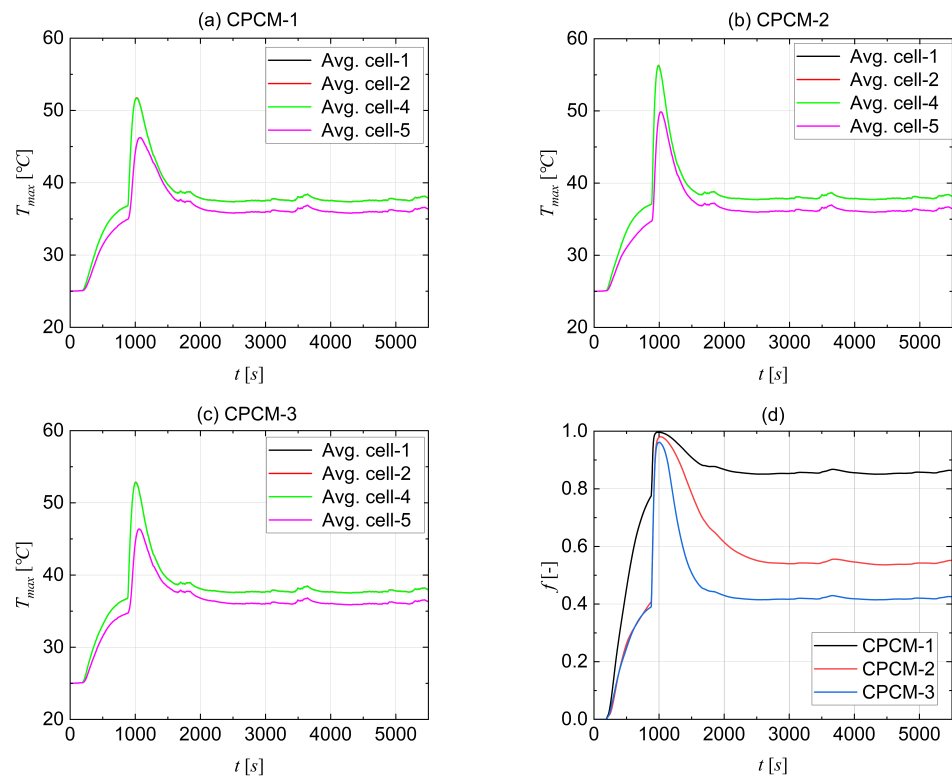 (a) CPCM-1
60
50
40
30
20
T_max [℃]
Avg. cell-1
Avg. cell-2
Avg. cell-4
Avg. cell-5
0 1000 2000 3000 4000 5000
t [s]
(b) CPCM-2
60
50
40
30
20
T_max [℃]
Avg. cell-1
Avg. cell-2
Avg. cell-4
Avg. cell-5
0 1000 2000 3000 4000 5000
t [s]
(c) CPCM-3
60
50
40
30
20
T_max [℃]
Avg. cell-1
Avg. cell-2
Avg. cell-4
Avg. cell-5
0 1000 2000 3000 4000 5000
t [s]
(d)
1.0
0.8
0.6
0.4
0.2
0.0
f [-]
CPCM-1
CPCM-2
CPCM-3
0 1000 2000 3000 4000 5000
t [s]